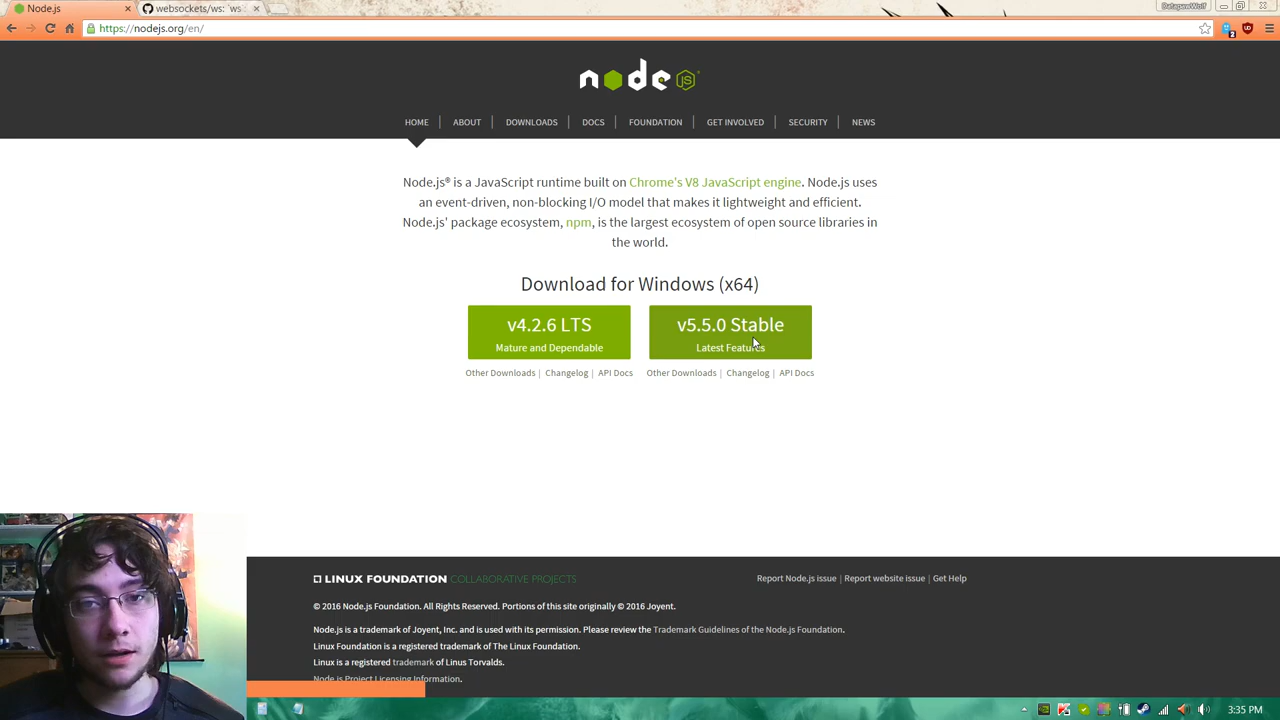 Node.js
websockets/ws: `ws`
DatapawWolf
https://nodejs.org/en/
2
node
JS
HOME
ABOUT
DOWNLOADS
DOCS
FOUNDATION
GET INVOLVED
SECURITY
NEWS
Node.js® is a JavaScript runtime built on Chrome's V8 JavaScript engine. Node.js uses
an event-driven, non-blocking I/O model that makes it lightweight and efficient.
Node.js' package ecosystem, npm, is the largest ecosystem of open source libraries in
the world.
Download for Windows (x64)
v4.2.6 LTS
Mature and Dependable
Other Downloads | Changelog | API Docs
v5.5.0 Stable
Latest Features
Other Downloads | Changelog | API Docs
LINUX FOUNDATION COLLABORATIVE PROJECTS
Report Node.js issue | Report website issue | Get Help
© 2016 Node.js Foundation. All Rights Reserved. Portions of this site originally © 2016 Joyent.
Node.js is a trademark of Joyent, Inc. and is used with its permission. Please review the Trademark Guidelines of the Node.js Foundation.
Linux Foundation is a registered trademark of The Linux Foundation.
Linux is a registered trademark of Linus Torvalds.
Node.js Project Licensing Information.
3:35 PM